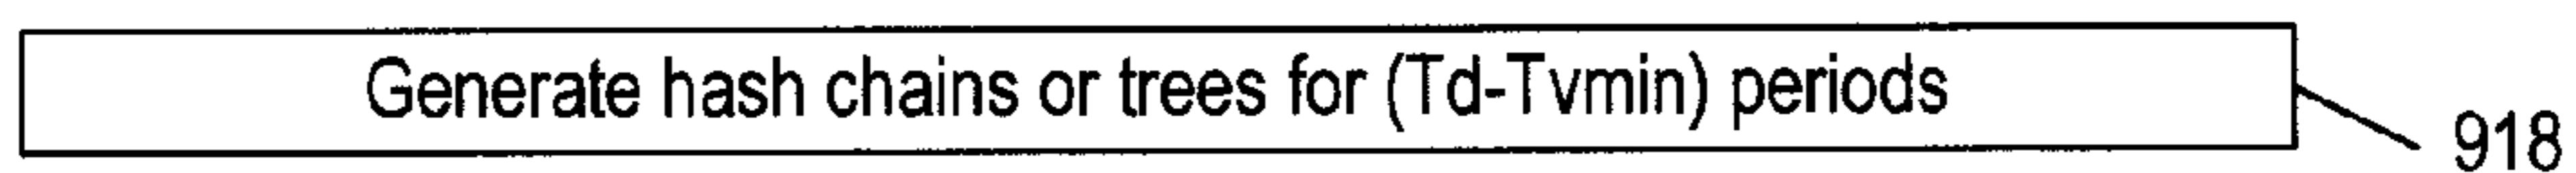 Generate hash chains or trees for (Td-Tvmin) periods
918